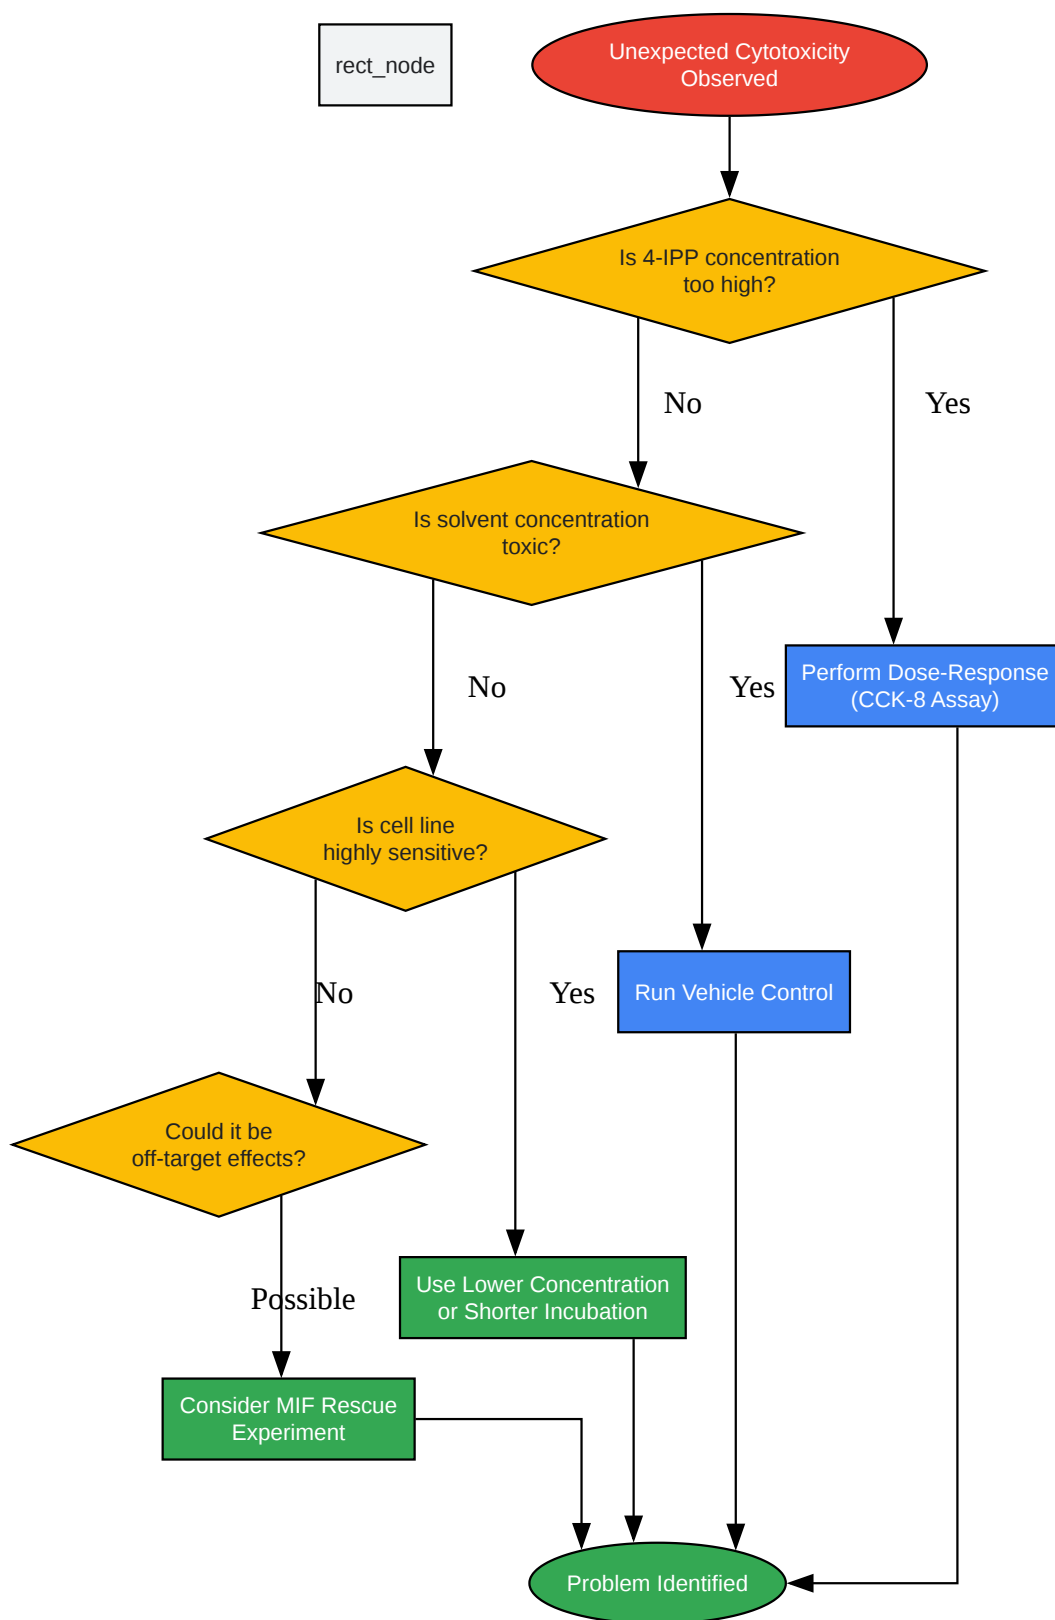 rect_node
Unexpected Cytotoxicity
Observed
Is 4-IPP concentration
too high?
No
Yes
Is solvent concentration
toxic?
No
Yes
Perform Dose-Response
(CCK-8 Assay)
Is cell line
highly sensitive?
No
Yes
Run Vehicle Control
Could it be
off-target effects?
Possible
Use Lower Concentration
or Shorter Incubation
Consider MIF Rescue
Experiment
Problem Identified